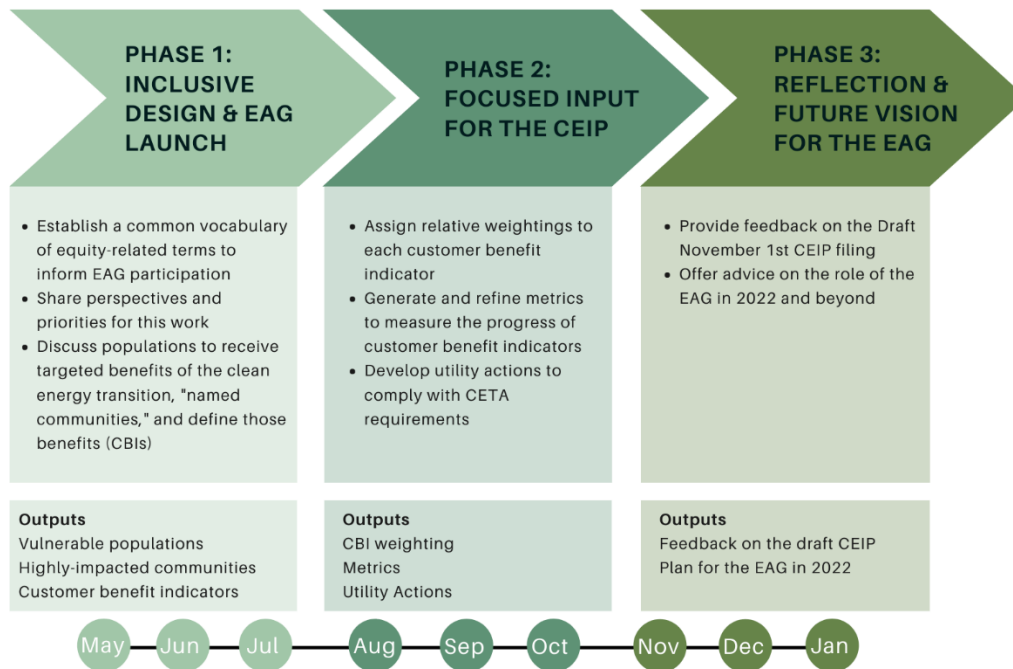 PHASE 1:
INCLUSIVE
DESIGN & EAG
LAUNCH
PHASE 2:
FOCUSED INPUT
FOR THE CEIP
PHASE 3:
REFLECTION &
FUTURE VISION
FOR THE EAG
• Establish a common vocabulary
of equity-related terms to
inform EAG participation
• Share perspectives and
priorities for this work
• Discuss populations to receive
targeted benefits of the clean
energy transition, "named
communities," and define those
benefits (CBIs)
• Assign relative weightings to
each customer benefit
indicator
• Generate and refine metrics
to measure the progress of
customer benefit indicators
• Develop utility actions to
comply with CETA
requirements
• Provide feedback on the Draft
November 1st CEIP filing
• Offer advice on the role of the
EAG in 2022 and beyond
Outputs
Vulnerable populations
Highly-impacted communities
Customer benefit indicators
Outputs
CBI weighting
Metrics
Utility Actions
Outputs
Feedback on the draft CEIP
Plan for the EAG in 2022
May Jun Jul Aug Sep Oct Nov Dec Jan